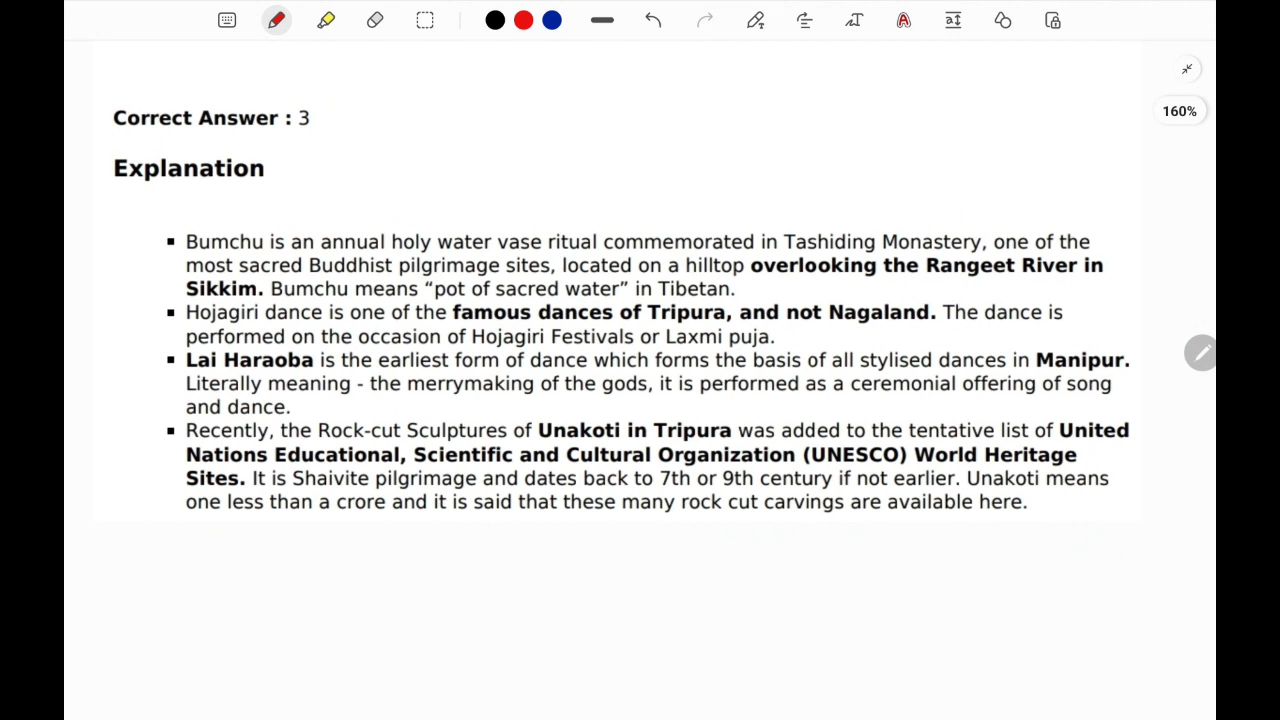 160%
Correct Answer : 3
Explanation
▪ Bumchu is an annual holy water vase ritual commemorated in Tashiding Monastery, one of the
most sacred Buddhist pilgrimage sites, located on a hilltop overlooking the Rangeet River in
Sikkim. Bumchu means “pot of sacred water” in Tibetan.
▪ Hojagiri dance is one of the famous dances of Tripura, and not Nagaland. The dance is
performed on the occasion of Hojagiri Festivals or Laxmi puja.
▪ Lai Haraoba is the earliest form of dance which forms the basis of all stylised dances in Manipur.
Literally meaning - the merrymaking of the gods, it is performed as a ceremonial offering of song
and dance.
▪ Recently, the Rock-cut Sculptures of Unakoti in Tripura was added to the tentative list of United
Nations Educational, Scientific and Cultural Organization (UNESCO) World Heritage
Sites. It is Shaivite pilgrimage and dates back to 7th or 9th century if not earlier. Unakoti means
one less than a crore and it is said that these many rock cut carvings are available here.